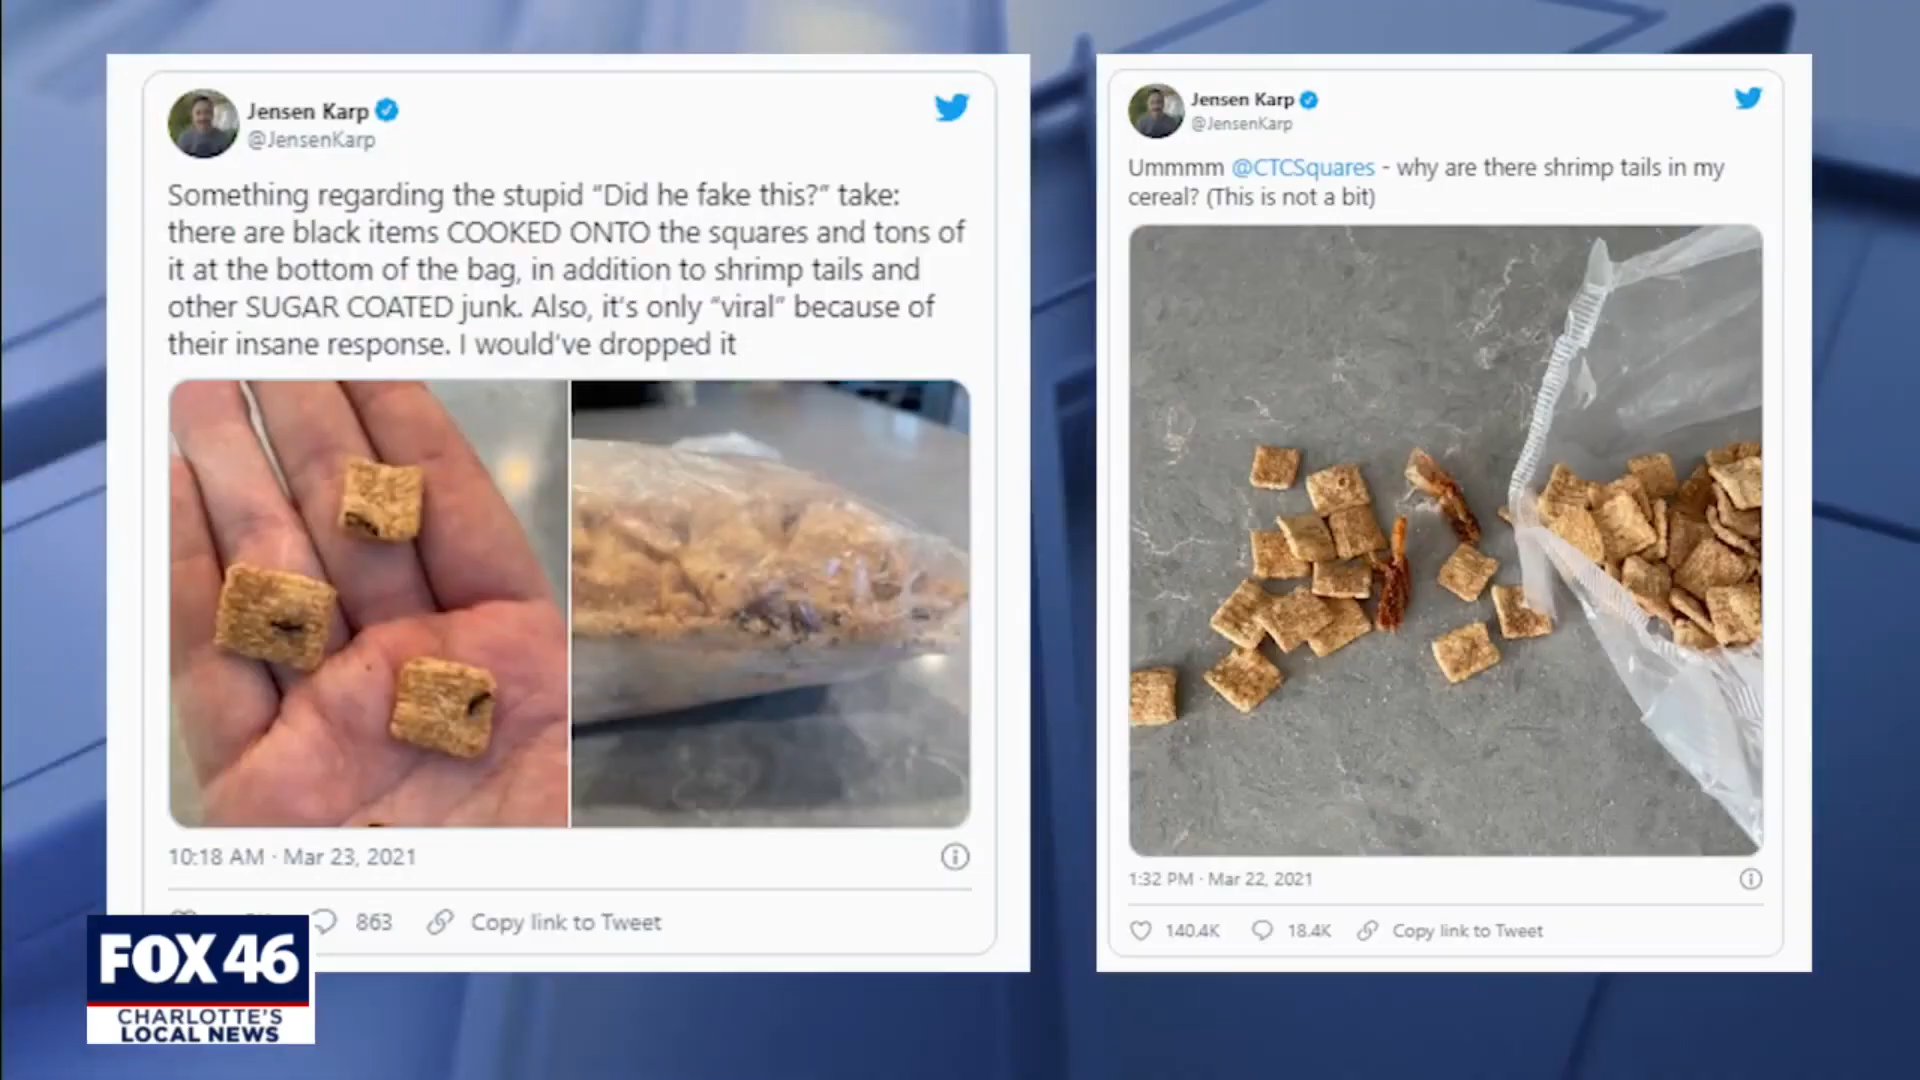 Jensen Karp
@JensenKarp
Something regarding the stupid “Did he fake this?” take:
there are black items COOKED ONTO the squares and tons of
it at the bottom of the bag, in addition to shrimp tails and
other SUGAR COATED junk. Also, it's only “viral” because of
their insane response. I would've dropped it
10:18 AM · Mar 23, 2021
863 Copy link to Tweet
Jensen Karp
@JensenKarp
Ummmm @CTCSquares - why are there shrimp tails in my
cereal? (This is not a bit)
1:32 PM · Mar 22, 2021
140.4K 18.4K Copy link to Tweet
FOX 46
CHARLOTTE'S
LOCAL NEWS